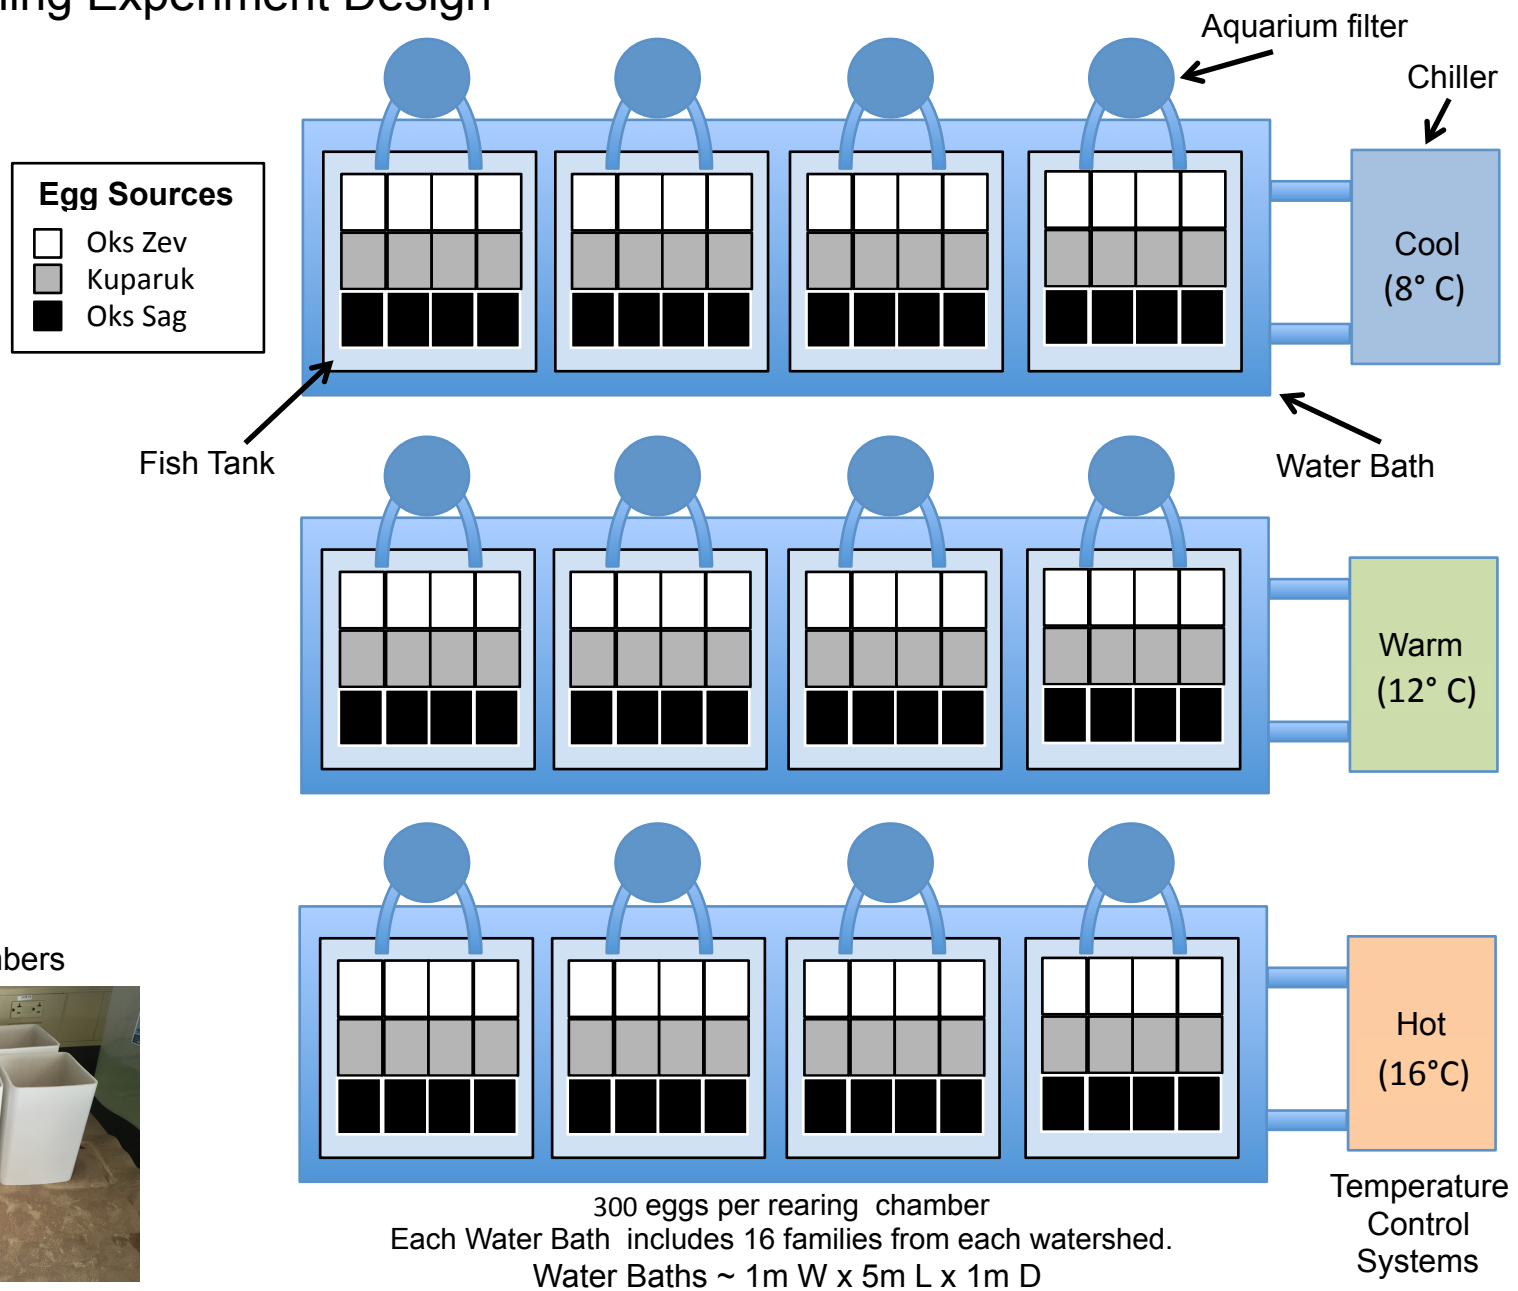 Experiment Design
Aquarium filter
Chiller
Egg Sources
Oks Zev
Kuparuk
Oks Sag
Cool
(8° C)
Fish Tank
Water Bath
Warm
(12° C)
Hot
(16°C)
300 eggs per rearing chamber
Each Water Bath includes 16 families from each watershed.
Water Baths ~ 1m W x 5m L x 1m D
Temperature
Control
Systems